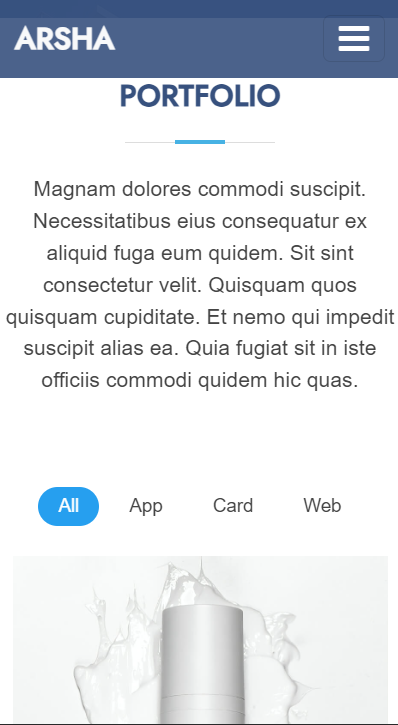 ARSHA
PORTFOLIO
Magnam dolores commodi suscipit.
Necessitatibus eius consequatur ex
aliquid fuga eum quidem. Sit sint
consectetur velit. Quisquam quos
quisquam cupiditate. Et nemo qui impedit
suscipit alias ea. Quia fugiat sit in iste
officiis commodi quidem hic quas.
All App Card Web